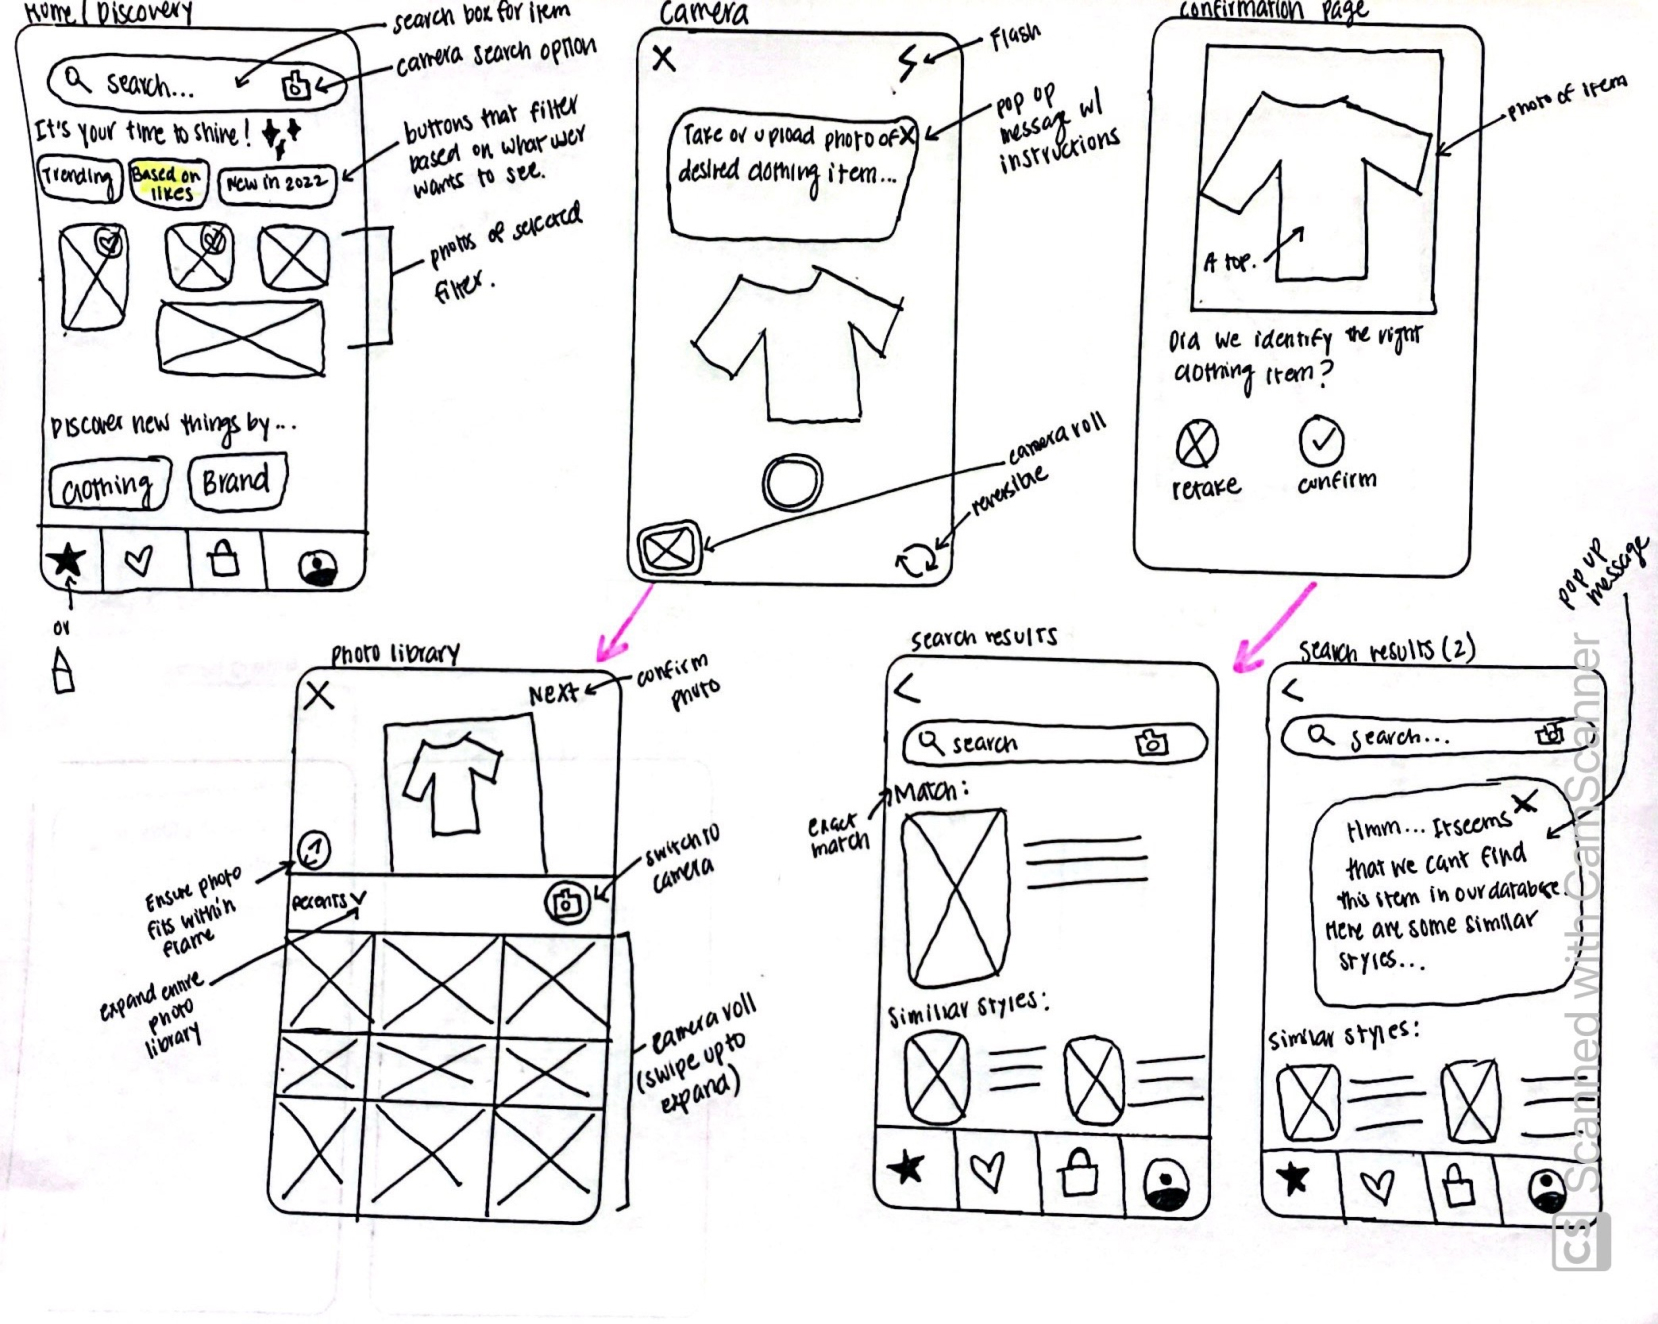 Home / Discovery
search box for item
camera search option
search...
It's your time to shine!
Trending
Based on
likes
New in 2022
buttons that filter
based on what user
wants to see.
photos of selected
filter.
Discover new things by...
Clothing
Brand
or
Camera
Flash
Take or upload photo of
desired clothing item...
pop up
message w/
instructions
camera roll
reversible
Confirmation page
photo of item
A top.
Did we identify the right
clothing item?
retake
confirm
Photo library
Next
confirm
photo
Ensure photo
fits within
frame
Recents
switch to
camera
expand entire
photo
library
camera roll
(swipe up to
expand)
Search results
search
Match:
exact
match
Similiar styles:
Search results (2)
pop up
message
search...
Hmm... It seems
that we cant find
this item in our database.
Here are some similar
styles...
Similar styles:
CS Scanned with CamScanner